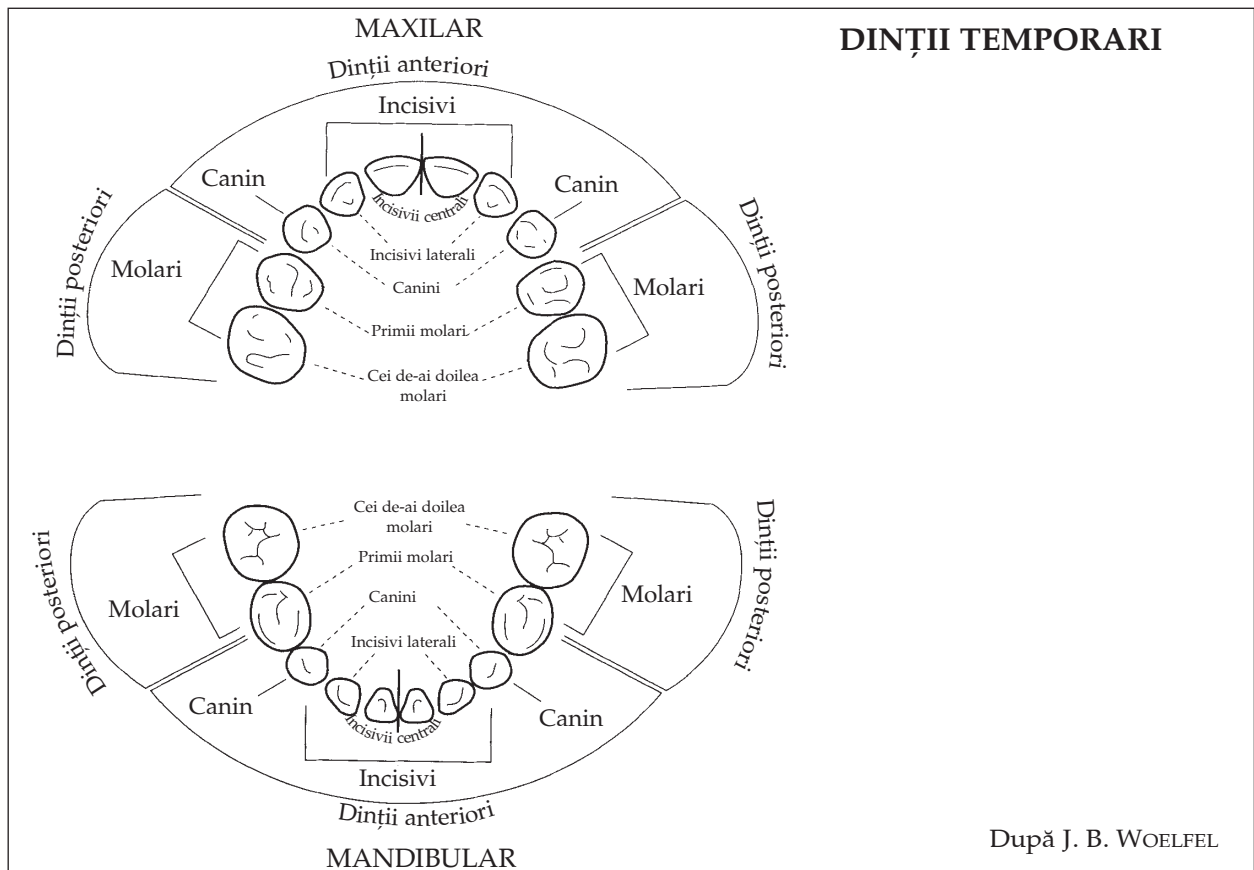 MAXILAR
DINȚII TEMPORARI
Dinții anteriori
Incisivi
Canin
Canin
Incisivii centrali
Dinții posteriori
Dinții posteriori
Incisivi laterali
Molari
Molari
Canini
Primii molari
Cei de-ai doilea
molari
Cei de-ai doilea
molari
Dinții posteriori
Dinții posteriori
Primii molari
Molari
Molari
Canini
Incisivi laterali
Canin
Canin
Incisivii centrali
Incisivi
Dinții anteriori
După J. B. WOELFEL
MANDIBULAR